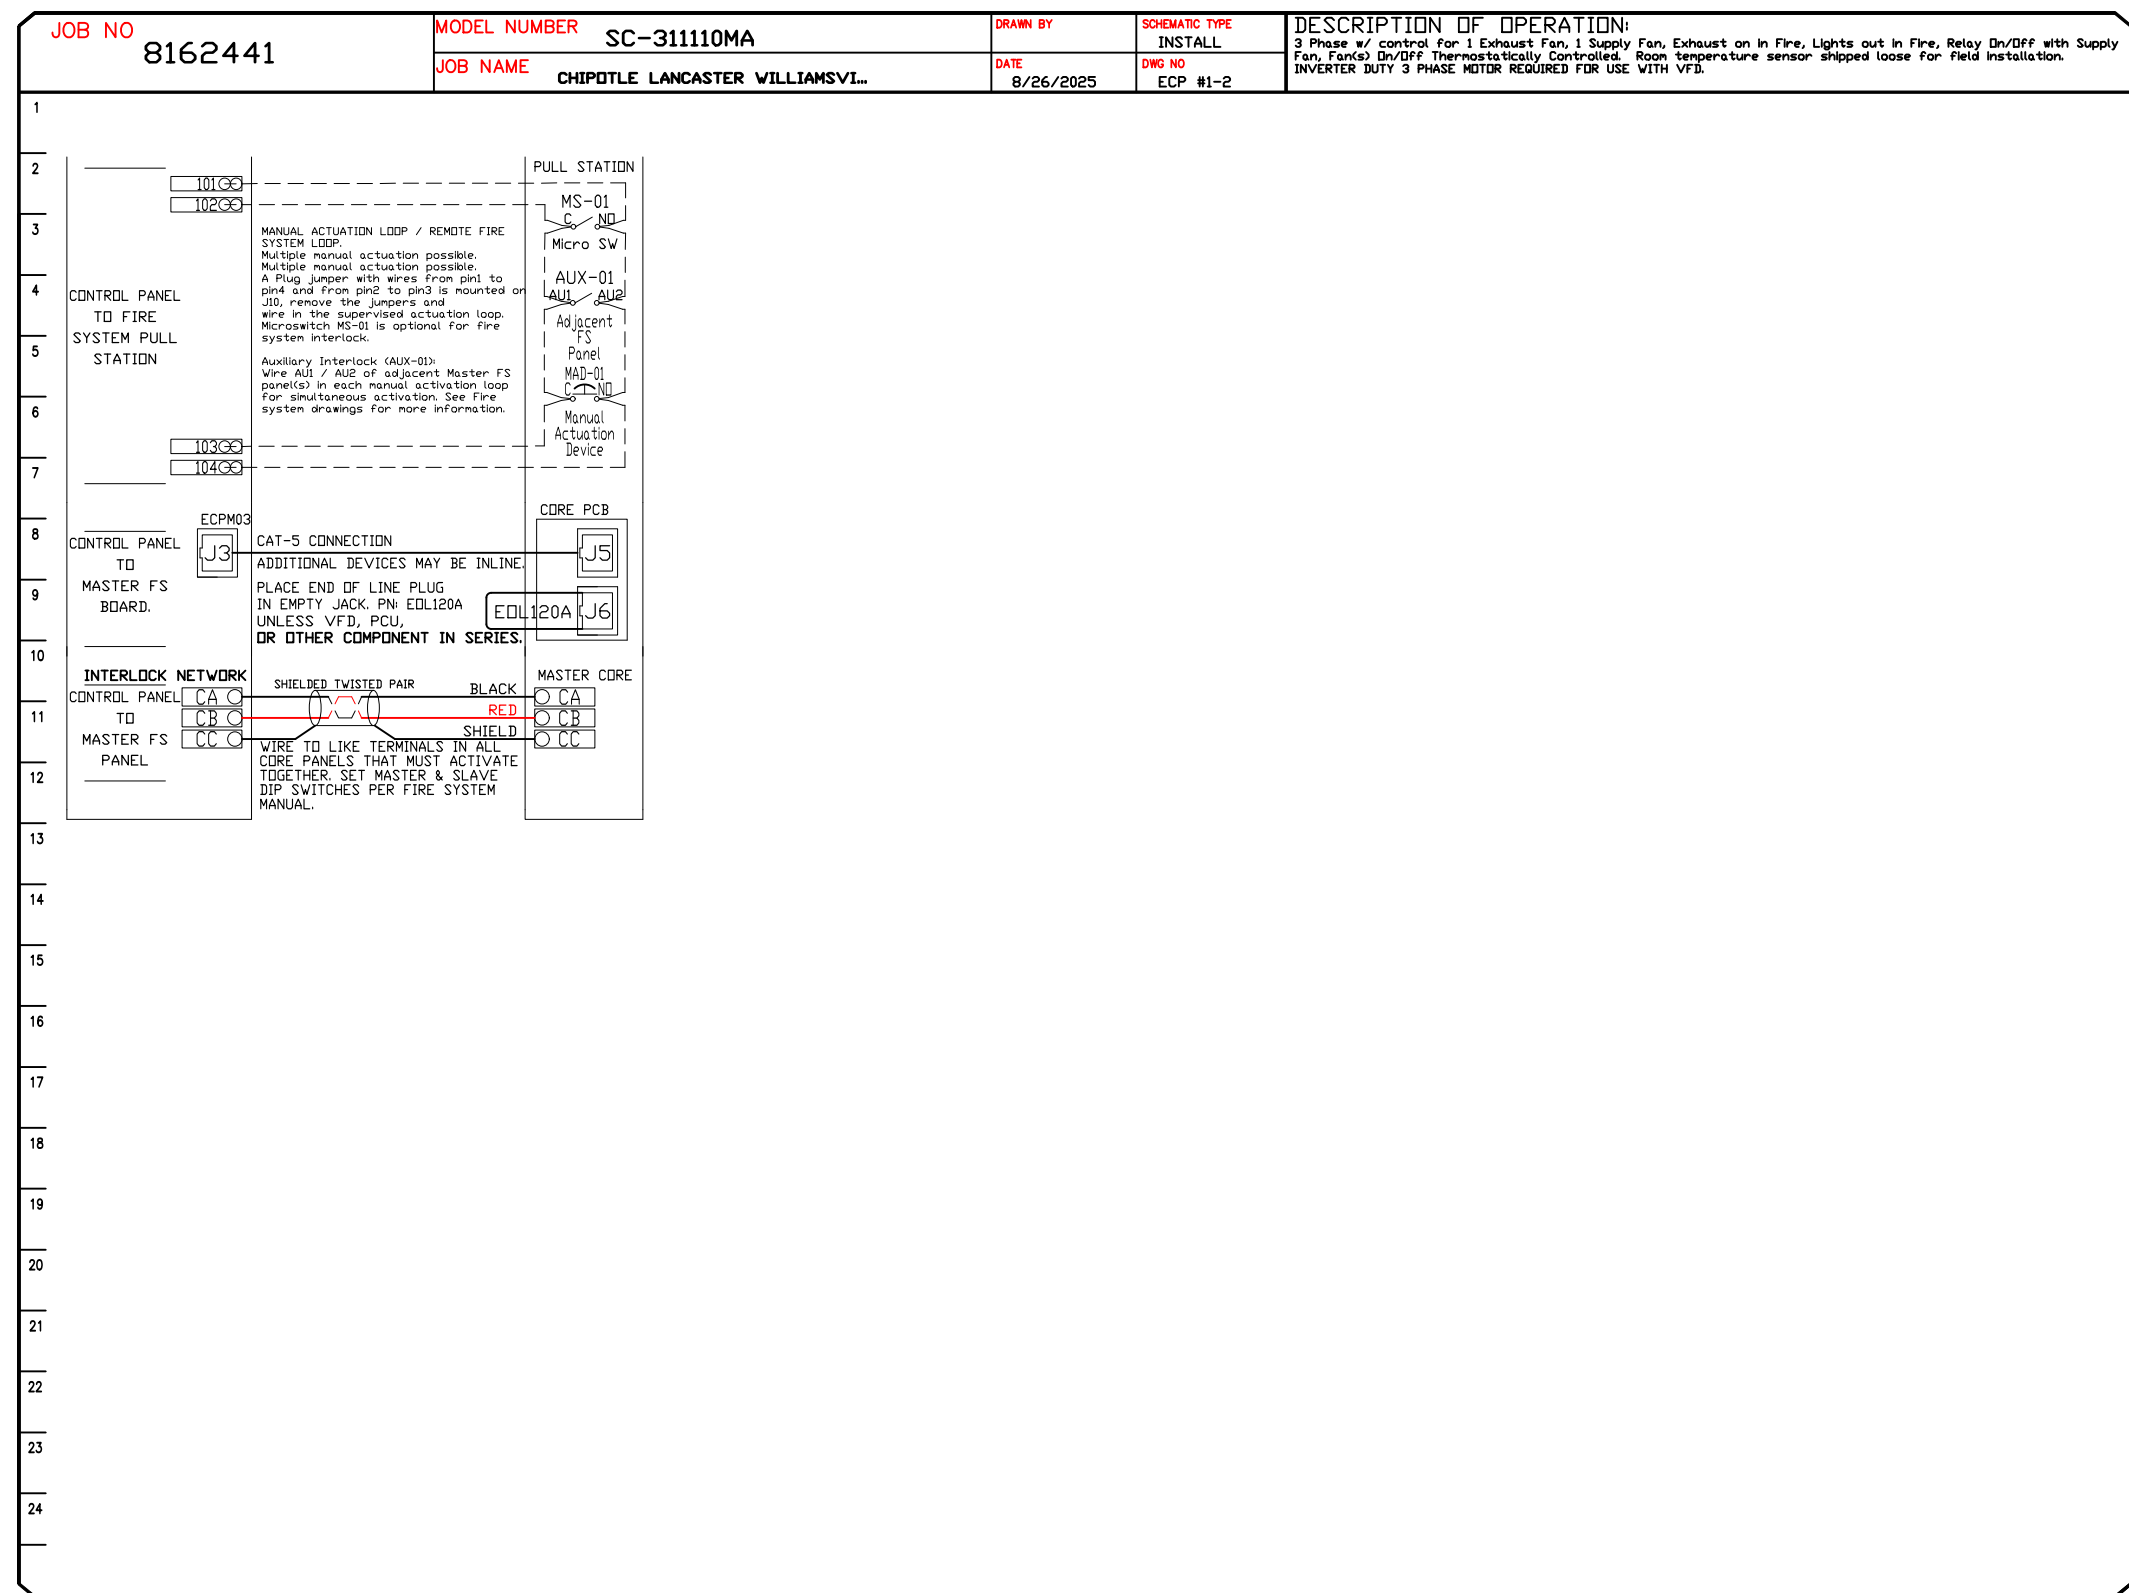 JOB NO
8162441
MODEL NUMBER
SC-311110MA
JOB NAME
CHIPOTLE LANCASTER WILLIAMSVI...
DRAWN BY
DATE
8/26/2025
SCHEMATIC TYPE
INSTALL
DWG NO
ECP #1-2
DESCRIPTION OF OPERATION:
3 Phase w/ control for 1 Exhaust Fan, 1 Supply Fan, Exhaust on in Fire, Lights out in Fire, Relay On/Off with Supply
Fan, Fan(s) On/Off Thermostatically Controlled. Room temperature sensor shipped loose for field installation.
INVERTER DUTY 3 PHASE MOTOR REQUIRED FOR USE WITH VFD.
1
2
3
4
5
6
7
8
9
10
11
12
13
14
15
16
17
18
19
20
21
22
23
24
CONTROL PANEL
TO FIRE
SYSTEM PULL
STATION
101
102
103
104
MANUAL ACTUATION LOOP / REMOTE FIRE
SYSTEM LOOP.
Multiple manual actuation possible.
Multiple manual actuation possible.
A Plug jumper with wires from pin1 to
pin4 and from pin2 to pin3 is mounted on
J10, remove the jumpers and
wire in the supervised actuation loop.
Microswitch MS-01 is optional for fire
system interlock.
Auxiliary Interlock (AUX-01):
Wire AU1 / AU2 of adjacent Master FS
panel(s) in each manual activation loop
for simultaneous activation. See Fire
system drawings for more information.
PULL STATION
MS-01
C NO
Micro SW
AUX-01
AU1 AU2
Adjacent
FS
Panel
MAD-01
C NO
Manual
Actuation
Device
CONTROL PANEL
TO
MASTER FS
BOARD.
ECPM03
J3
CAT-5 CONNECTION
ADDITIONAL DEVICES MAY BE INLINE.
PLACE END OF LINE PLUG
IN EMPTY JACK. PN: EOL120A
UNLESS VFD, PCU,
OR OTHER COMPONENT IN SERIES.
CORE PCB
J5
EOL120A
J6
INTERLOCK NETWORK
CONTROL PANEL
TO
MASTER FS
PANEL
CA
CB
CC
SHIELDED TWISTED PAIR
BLACK
RED
SHIELD
WIRE TO LIKE TERMINALS IN ALL
CORE PANELS THAT MUST ACTIVATE
TOGETHER. SET MASTER & SLAVE
DIP SWITCHES PER FIRE SYSTEM
MANUAL.
MASTER CORE
CA
CB
CC